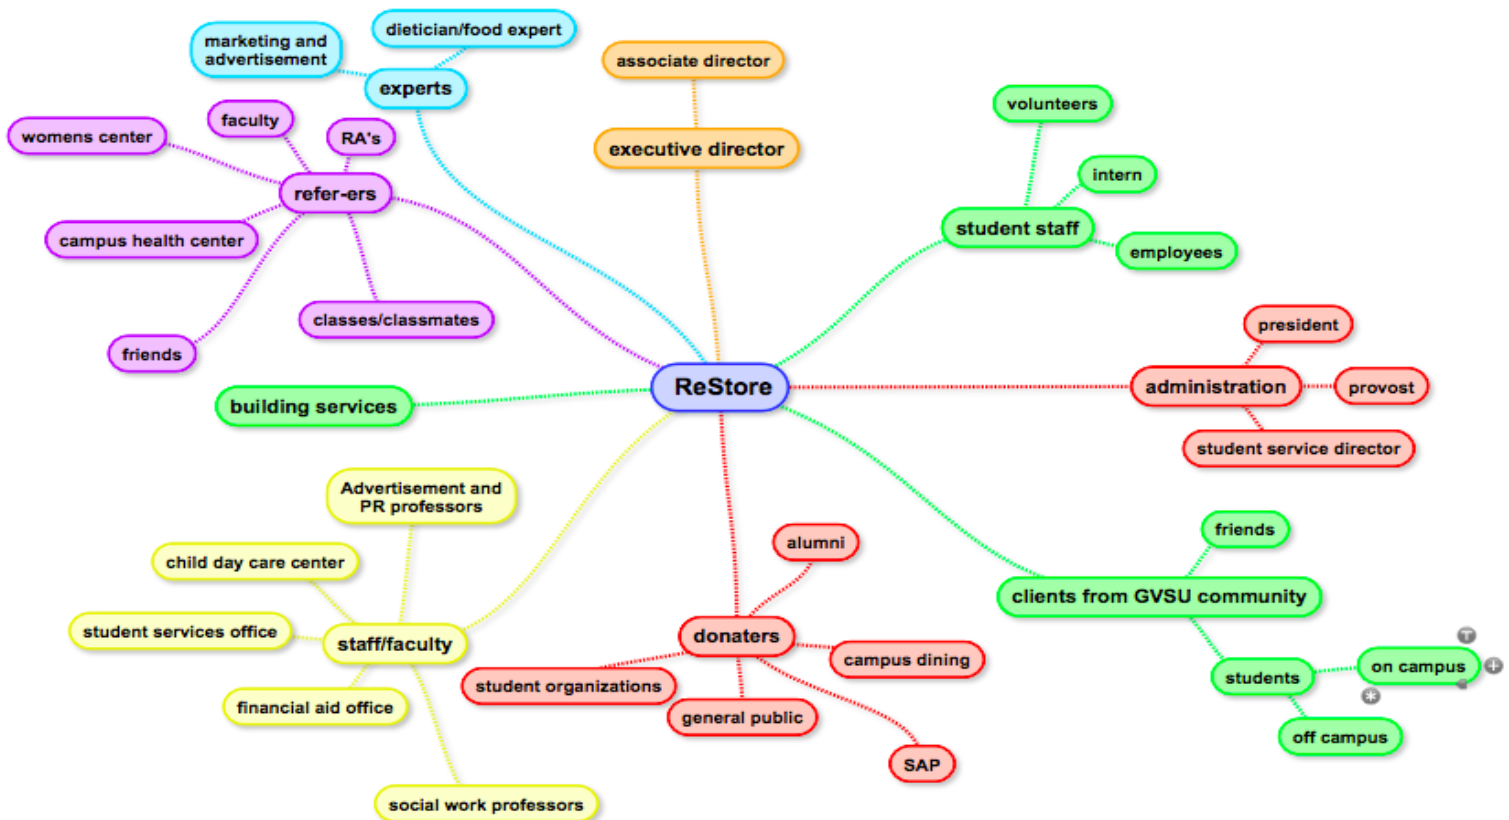 marketing and
advertisement
dietician/food expert
experts
associate director
executive director
volunteers
intern
student staff
employees
womens center
faculty
RA's
refer-ers
campus health center
classes/classmates
friends
building services
ReStore
president
administration
provost
student service director
Advertisement and
PR professors
child day care center
student services office
staff/faculty
financial aid office
social work professors
alumni
donaters
campus dining
student organizations
general public
SAP
friends
clients from GVSU community
students
on campus
off campus
T